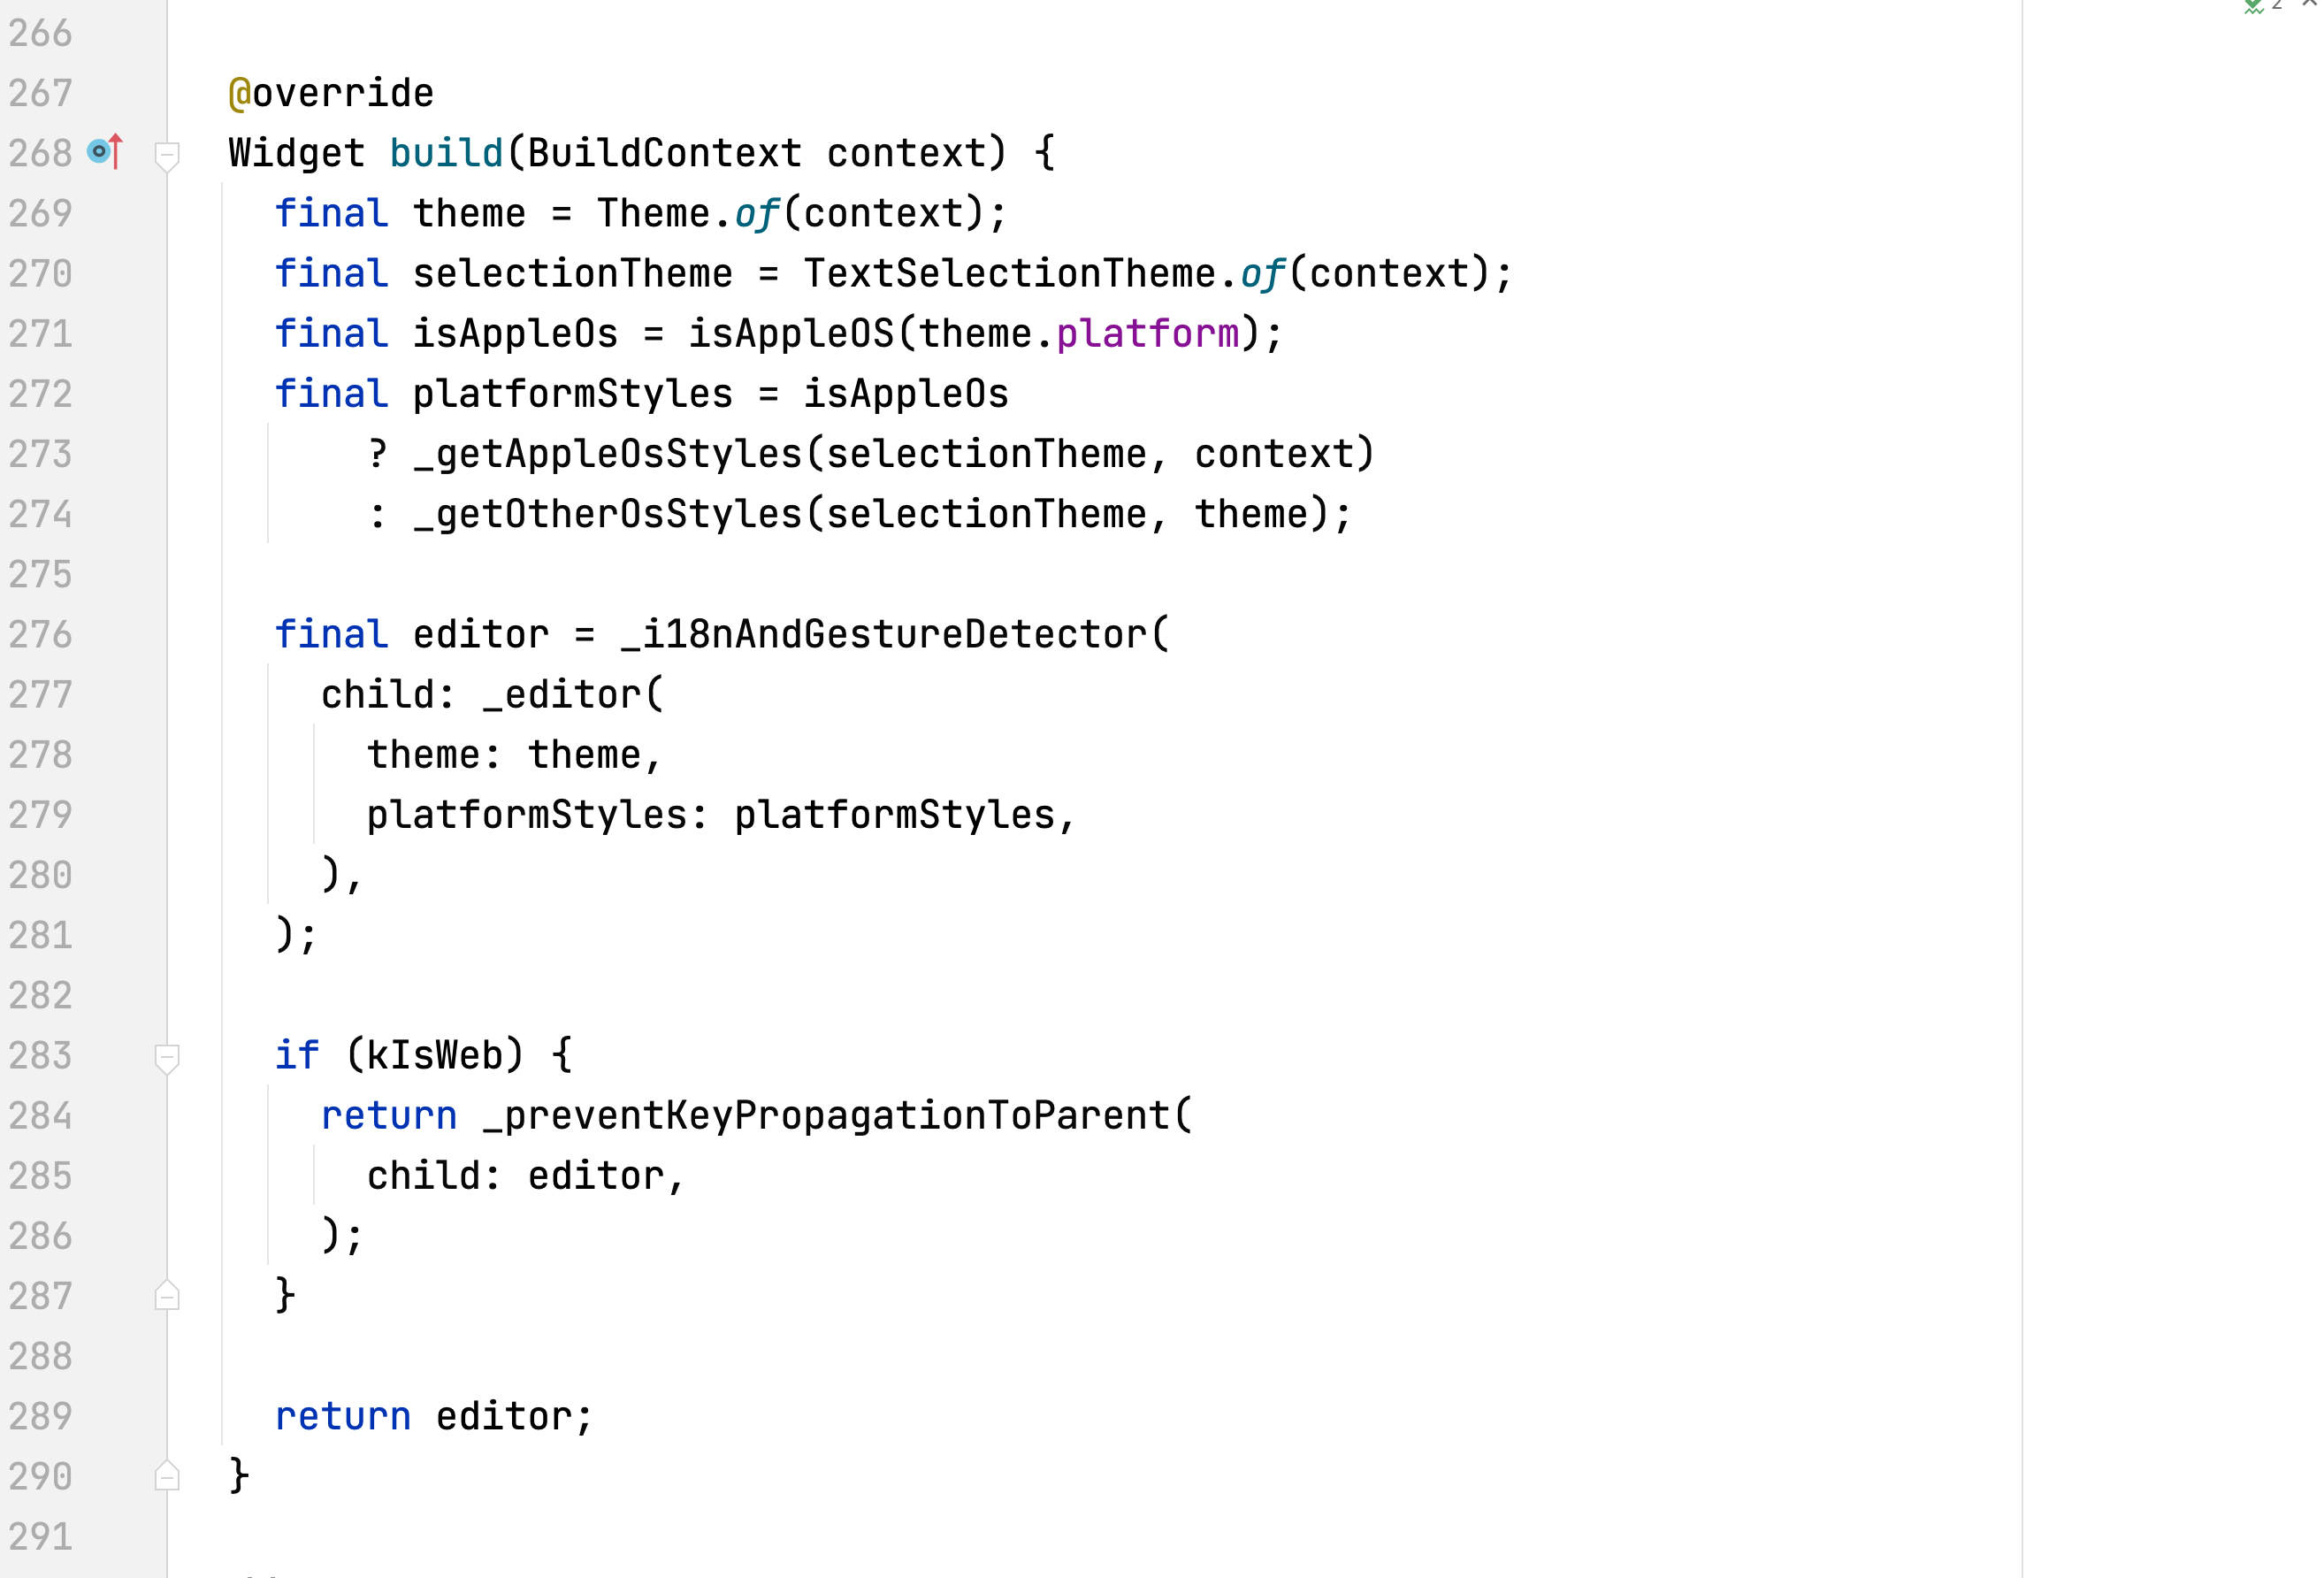 266
267 @override
268 Widget build(BuildContext context) {
269 final theme = Theme.of(context);
270 final selectionTheme = TextSelectionTheme.of(context);
271 final isAppleOs = isAppleOS(theme.platform);
272 final platformStyles = isAppleOs
273 ? _getAppleOsStyles(selectionTheme, context)
274 : _getOtherOsStyles(selectionTheme, theme);
275
276 final editor = _i18nAndGestureDetector(
277 child: _editor(
278 theme: theme,
279 platformStyles: platformStyles,
280 ),
281 );
282
283 if (kIsWeb) {
284 return _preventKeyPropagationToParent(
285 child: editor,
286 );
287 }
288
289 return editor;
290 }
291